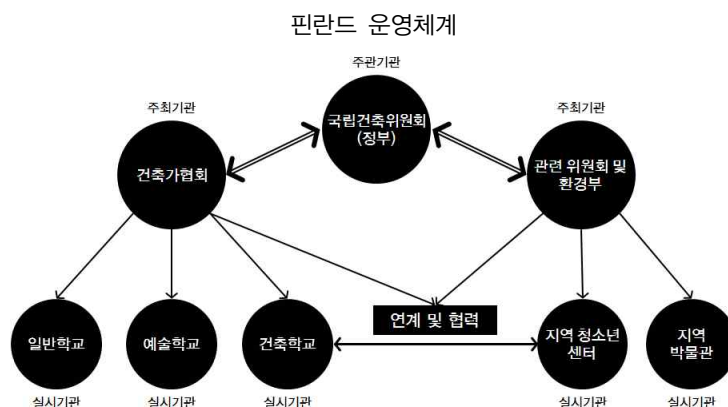 핀란드 운영체계
주관기관
주최기관
국립건축위원회
(정부)
주최기관
건축가협회
관련 위원회 및
환경부
연계 및 협력
일반학교
예술학교
건축학교
지역 청소년
센터
지역
박물관
실시기관
실시기관
실시기관
실시기관
실시기관